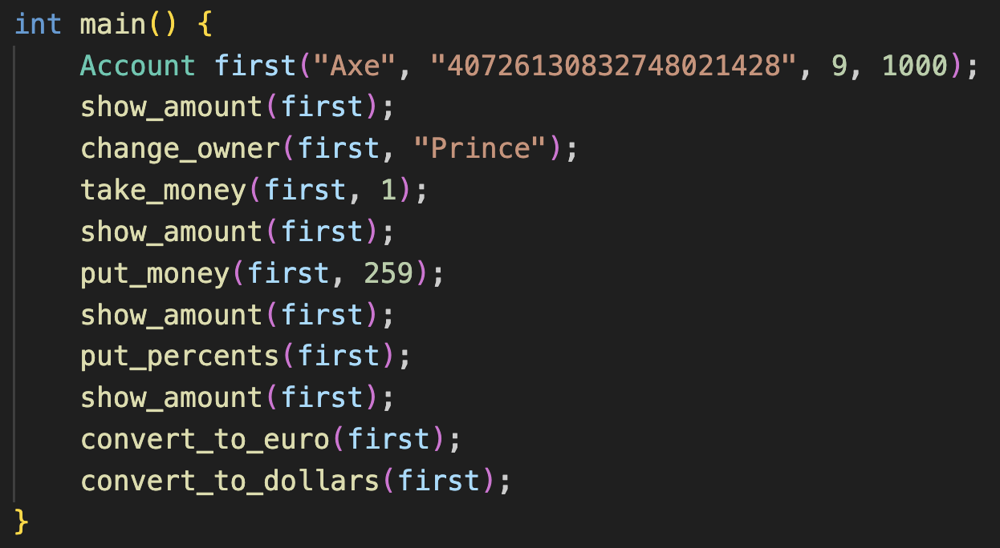 int main() {
    Account first("Axe", "40726130832748021428", 9, 1000);
    show_amount(first);
    change_owner(first, "Prince");
    take_money(first, 1);
    show_amount(first);
    put_money(first, 259);
    show_amount(first);
    put_percents(first);
    show_amount(first);
    convert_to_euro(first);
    convert_to_dollars(first);
}